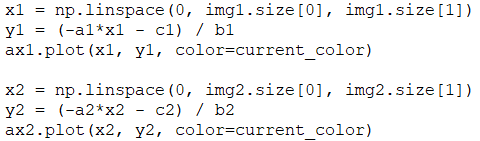 x1 = np.linspace(0, img1.size[0], img1.size[1])
y1 = (-a1*x1 - c1) / b1
ax1.plot(x1, y1, color=current_color)
x2 = np.linspace(0, img2.size[0], img2.size[1])
y2 = (-a2*x2 - c2) / b2
ax2.plot(x2, y2, color=current_color)